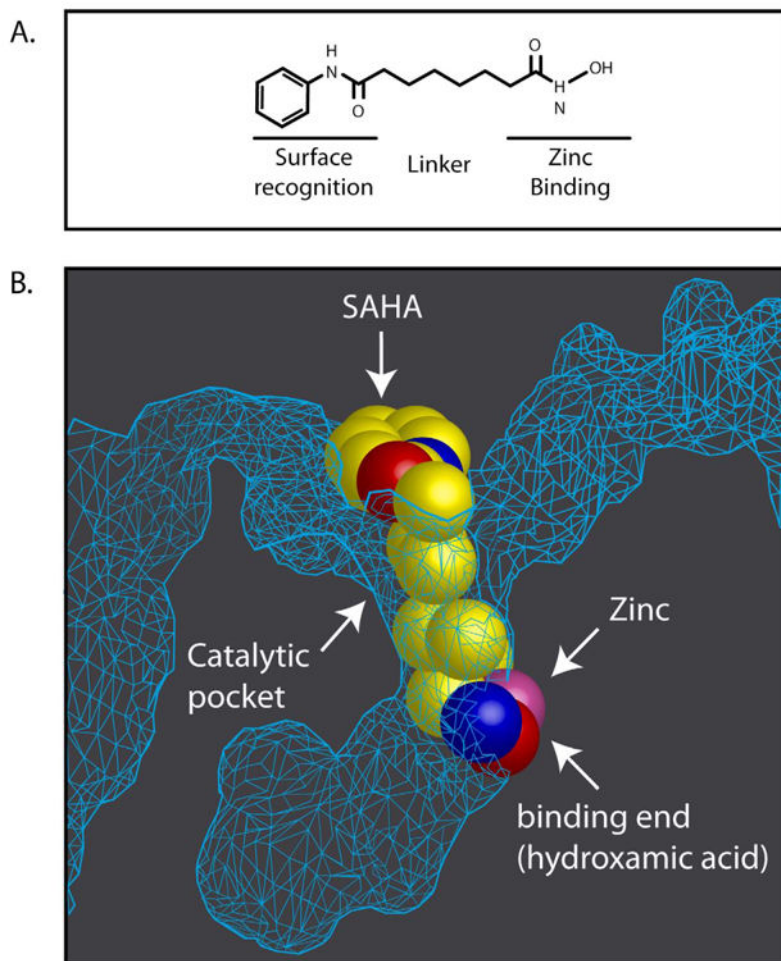 A.
H
N
O
O
H
N
OH
Surface
recognition
Linker
Zinc
Binding
B.
SAHA
Catalytic
pocket
Zinc
binding end
(hydroxamic acid)